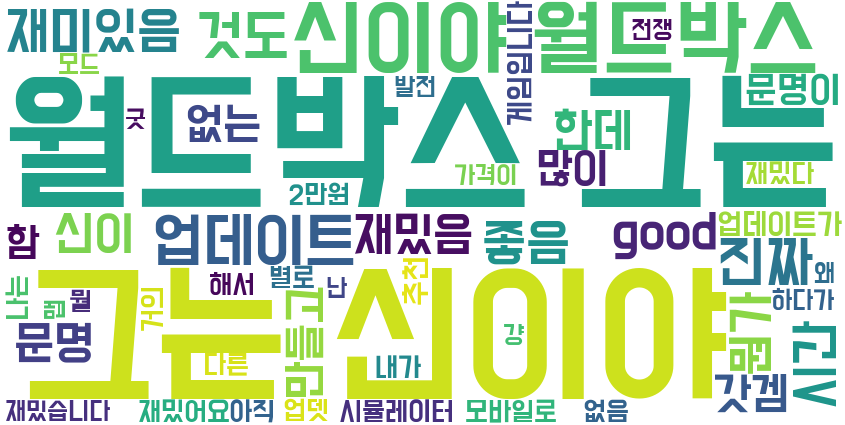 재미있음
것도
신이야
월드박스
전쟁
게임입니다
모드
월드박스
그는
발전
문명이
굿
없는
한데
많이
가격이
재밌다
2만원
함
신이
업데이트
재밌음
좋음
good
업데이트가
진짜
왜
나는
맵
뭘
해서
별로
난
추천
하다가
문명
그는
신이야
거인
만들고
다른
걍
내가
뭔가
시간
갓겜
재밌습니다
재밌어요
아직
업뎃
시뮬레이터
모바일로
없음